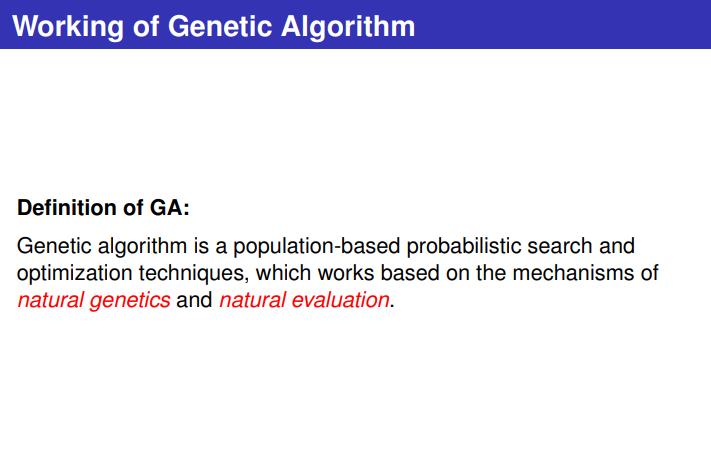 Working of Genetic Algorithm
Definition of GA:
Genetic algorithm is a population-based probabilistic search and
optimization techniques, which works based on the mechanisms of
natural genetics and natural evaluation.